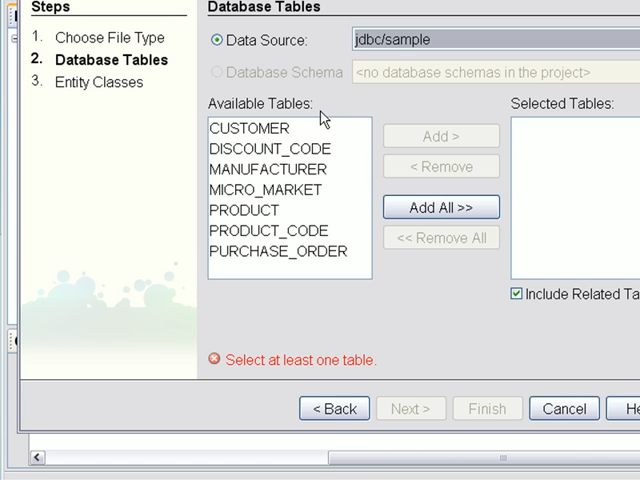 Steps
1. Choose File Type
2. Database Tables
3. Entity Classes
Database Tables
Data Source: jdbc/sample
Database Schema <no database schemas in the project>
Available Tables:
CUSTOMER
DISCOUNT_CODE
MANUFACTURER
MICRO_MARKET
PRODUCT
PRODUCT_CODE
PURCHASE_ORDER
Add >
< Remove
Add All >>
<< Remove All
Selected Tables:
Include Related Ta
Select at least one table.
< Back
Next >
Finish
Cancel
He